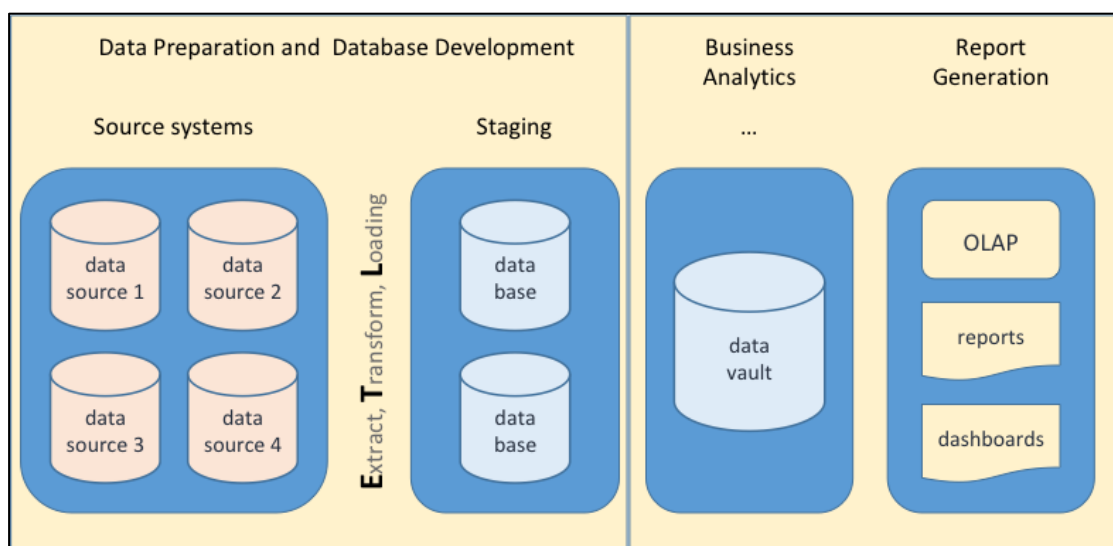 Data Preparation and Database Development
Business
Analytics
Report
Generation
Source systems
Staging
...
data
source 1
data
source 2
data
source 3
data
source 4
Extract, Transform, Loading
data
base
data
base
data
vault
OLAP
reports
dashboards